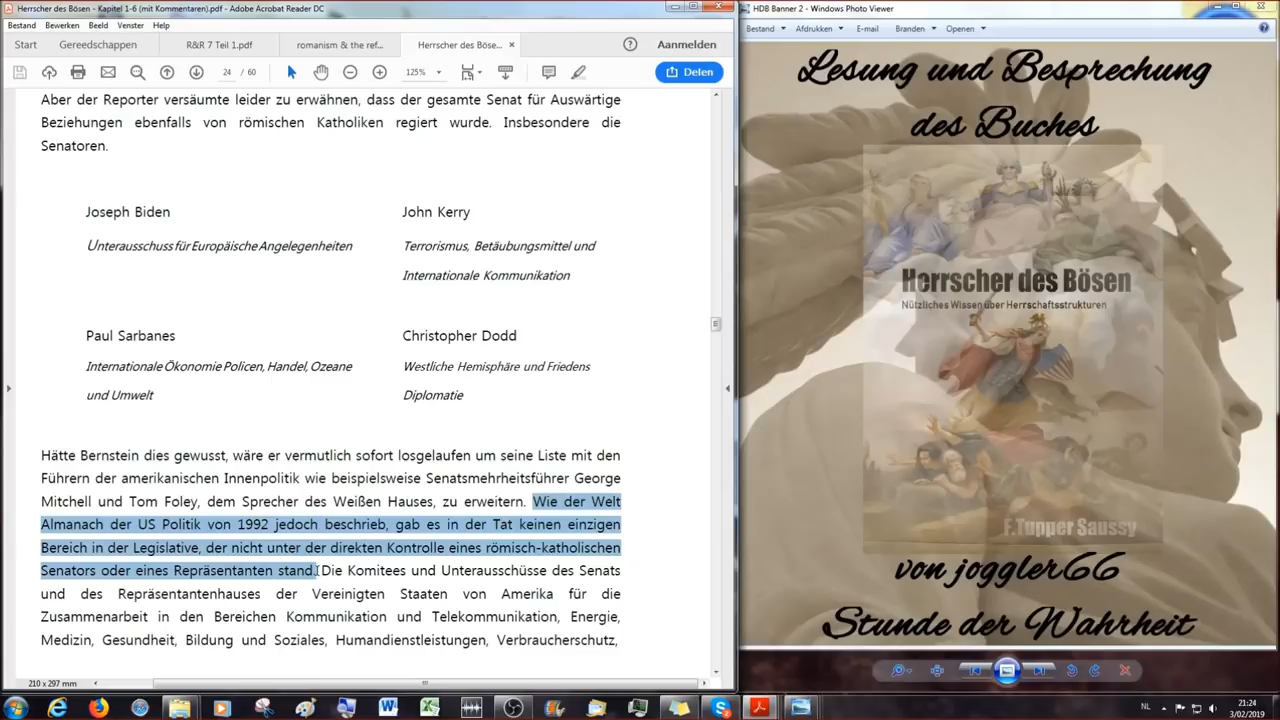 Herrscher des Bösen - Kapitel 1-6 (mit Kommentaren).pdf - Adobe Acrobat Reader DC
Datei Bearbeiten Anzeige Fenster Hilfe
Start Werkzeuge R&R 7 Teil 1.pdf romanism & the ref... Herrscher des Böse... × Anmelden
24 / 60 125% Teilen
Aber der Reporter versäumte leider zu erwähnen, dass der gesamte Senat für Auswärtige
Beziehungen ebenfalls von römischen Katholiken regiert wurde. Insbesondere die
Senatoren.
Joseph Biden John Kerry
Unterausschuss für Europäische Angelegenheiten Terrorismus, Betäubungsmittel und
Internationale Kommunikation
Paul Sarbanes Christopher Dodd
Internationale Ökonomie Policen, Handel, Ozeane Westliche Hemisphäre und Friedens
und Umwelt Diplomatie
Hätte Bernstein dies gewusst, wäre er vermutlich sofort losgelaufen um seine Liste mit den
Führern der amerikanischen Innenpolitik wie beispielsweise Senatsmehrheitsführer George
Mitchell und Tom Foley, dem Sprecher des Weißen Hauses, zu erweitern. Wie der Welt
Almanach der US Politik von 1992 jedoch beschrieb, gab es in der Tat keinen einzigen
Bereich in der Legislative, der nicht unter der direkten Kontrolle eines römisch-katholischen
Senators oder eines Repräsentanten stand. Die Komitees und Unterausschüsse des Senats
und des Repräsentantenhauses der Vereinigten Staaten von Amerika für die
Zusammenarbeit in den Bereichen Kommunikation und Telekommunikation, Energie,
Medizin, Gesundheit, Bildung und Soziales, Humandienstleistungen, Verbraucherschutz,
210 x 297 mm
HDB Banner 2 - Windows Photo Viewer
Bestand Afdrukken E-mail Branden Openen
Lesung und Besprechung
des Buches
Herrscher des Bösen
Nützliches Wissen über Herrschaftsstrukturen
F.Tupper Saussy
von joggler66
Stunde der Wahrheit
NL 21:24
3/02/2019